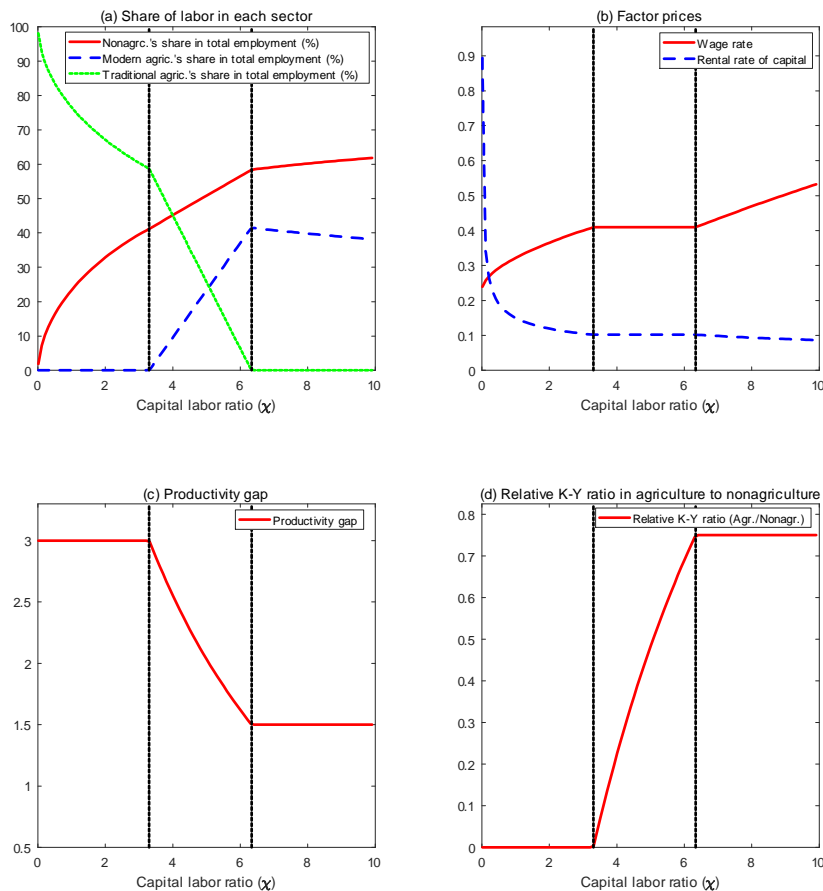 (a) Share of labor in each sector
100
90
80
70
60
50
40
30
20
10
0
Nonagrc.'s share in total employment (%)
Modern agric.'s share in total employment (%)
Traditional agric.'s share in total employment (%)
0 2 4 6 8 10
Capital labor ratio (χ)
(b) Factor prices
0.9
0.8
0.7
0.6
0.5
0.4
0.3
0.2
0.1
0
Wage rate
Rental rate of capital
0 2 4 6 8 10
Capital labor ratio (χ)
(c) Productivity gap
3
2.5
2
1.5
1
0.5
Productivity gap
0 2 4 6 8 10
Capital labor ratio (χ)
(d) Relative K-Y ratio in agriculture to nonagriculture
0.8
0.7
0.6
0.5
0.4
0.3
0.2
0.1
0
Relative K-Y ratio (Agr./Nonagr.)
0 2 4 6 8 10
Capital labor ratio (χ)